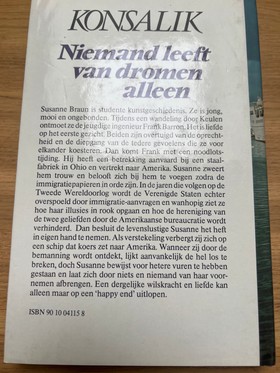 KONSALIK
Niemand leeft
van dromen
alleen
Susanne Braun is studente kunstgeschiedenis. Ze is jong,
mooi en ongebonden. Tijdens een wandeling door Keulen
ontmoet ze de jeugdige ingenieur Frank Barron. Het is liefde
op het eerste gezicht. Beiden zijn overtuigd van de oprecht-
heid en de diepgang van de tedere gevoelens die ze voor
elkander koesteren. Dan komt Frank met een noodlots-
tijding. Hij heeft een betrekking aanvaard bij een staal-
fabriek in Ohio en vertrekt naar Amerika. Susanne zweert
hem trouw en belooft zich bij hem te voegen zodra de
immigratiepapieren in orde zijn. In de jaren die volgen op de
Tweede Wereldoorlog worden de Verenigde Staten echter
overspoeld door immigratie-aanvragen en wanhopig ziet ze
hoe haar illusies in rook opgaan en hoe de hereniging van
de twee geliefden door de Amerikaanse bureaucratie wordt
verhinderd. Dan besluit de levenslustige Susanne het heft
in eigen hand te nemen. Als verstekeling verbergt zij zich op
een schip dat koers zet naar Amerika. Wanneer zij door de
bemanning wordt ontdekt, lijkt aanvankelijk de hel los te
breken, doch Susanne bewijst voor hetere vuren te hebben
gestaan en laat zich door niets en niemand van haar voor-
nemen afbrengen. Een dergelijke wilskracht en liefde kan
alleen maar op een 'happy end' uitlopen.
ISBN 90 10 04115 8